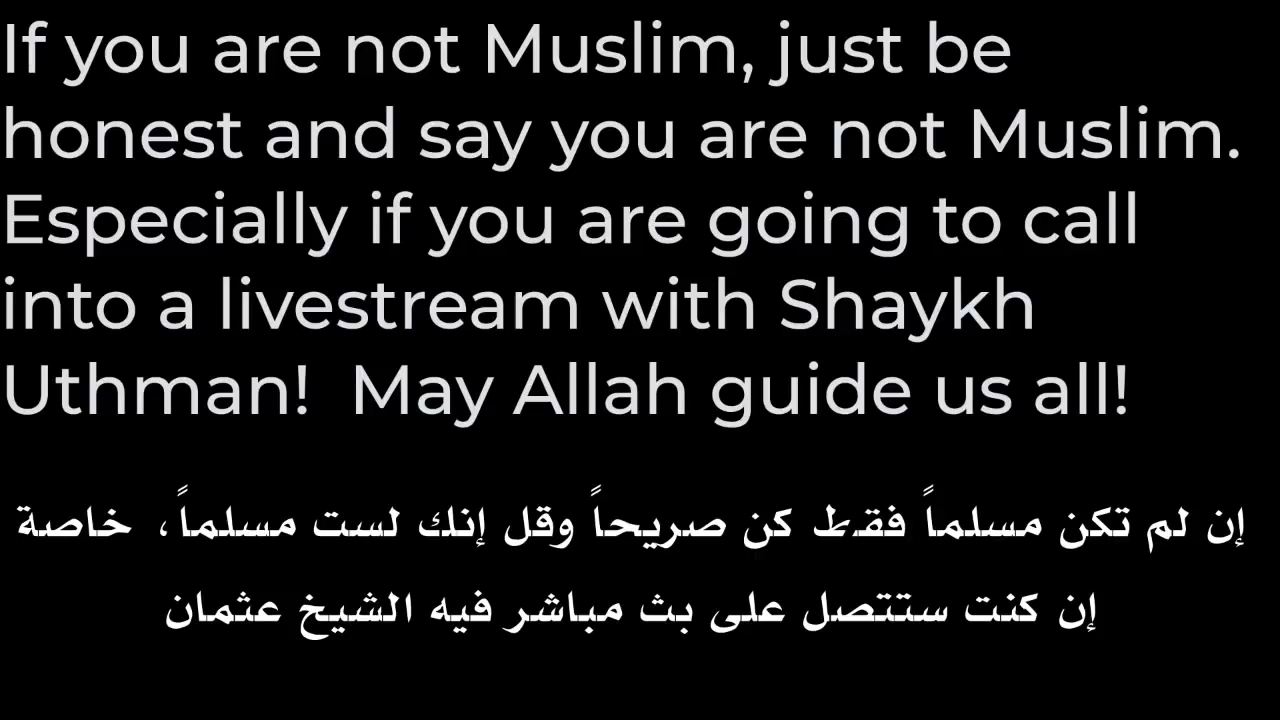 If you are not Muslim, just be
honest and say you are not Muslim.
Especially if you are going to call
into a livestream with Shaykh
Uthman!  May Allah guide us all!
إن لم تكن مسلماً فقط كن صريحاً وقل إنك لست مسلماً، خاصة
إن كنت ستتصل على بث مباشر فيه الشيخ عثمان